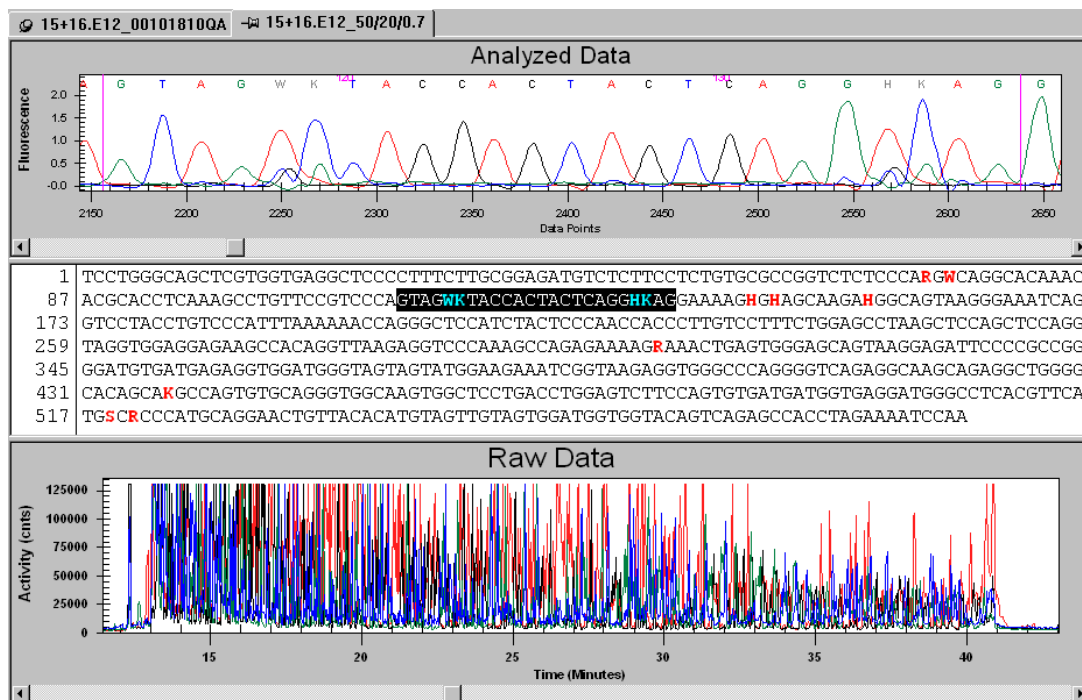 15+16.E12_00101810QA 15+16.E12_50/20/0.7
Analyzed Data
A G T A G W K 120 T A C C A C T A C T 130 C A G G H K A G G
Fluorescence
2.0
1.5
1.0
0.5
-0.0
2150 2200 2250 2300 2350 2400 2450 2500 2550 2600 2650
Data Points
1 TCCTGGGCAGCTCGTGGTGAGGCTCCCCTTTCTTGCGGAGATGTCTCTTCCTCTGTGCGCCGGTCTCTCCCARGWCAGGCACAAAC
87 ACGCACCTCAAAGCCTGTTCCGTCCCAGTAGWKTACCACTACTCAGGHKAGGAAAAGHGHAGCAAGAHGGCAGTAAGGGAAATCAG
173 GTCCTACCTGTCCCATTTAAAAAACCAGGGCTCCATCTACTCCCAACCACCCTTGTCCTTTCTGGAGCCTAAGCTCCAGCTCCAGG
259 TAGGTGGAGGAGAAGCCACAGGTTAAGAGGTCCCAAAGCCAGAGAAAAGRAAACTGAGTGGGAGCAGTAAGGAGATTCCCCGCCGG
345 GGATGTGATGAGAGGTGGATGGGTAGTAGTATGGAAGAAATCGGTAAGAGGTGGGCCCAGGGGTCAGAGGCAAGCAGAGGCTGGGG
431 CACAGCAKGCCAGTGTGCAGGGTGGCAAGTGGCTCCTGACCTGGAGTCTTCCAGTGTGATGATGGTGAGGATGGGCCTCACGTTCA
517 TGSCRCCCATGCAGGAACTGTTACACATGTAGTTGTAGTGGATGGTGGTACAGTCAGAGCCACCTAGAAAATCCAA
Raw Data
Activity (cnts)
125000
100000
75000
50000
25000
0
15 20 25 30 35 40
Time (Minutes)